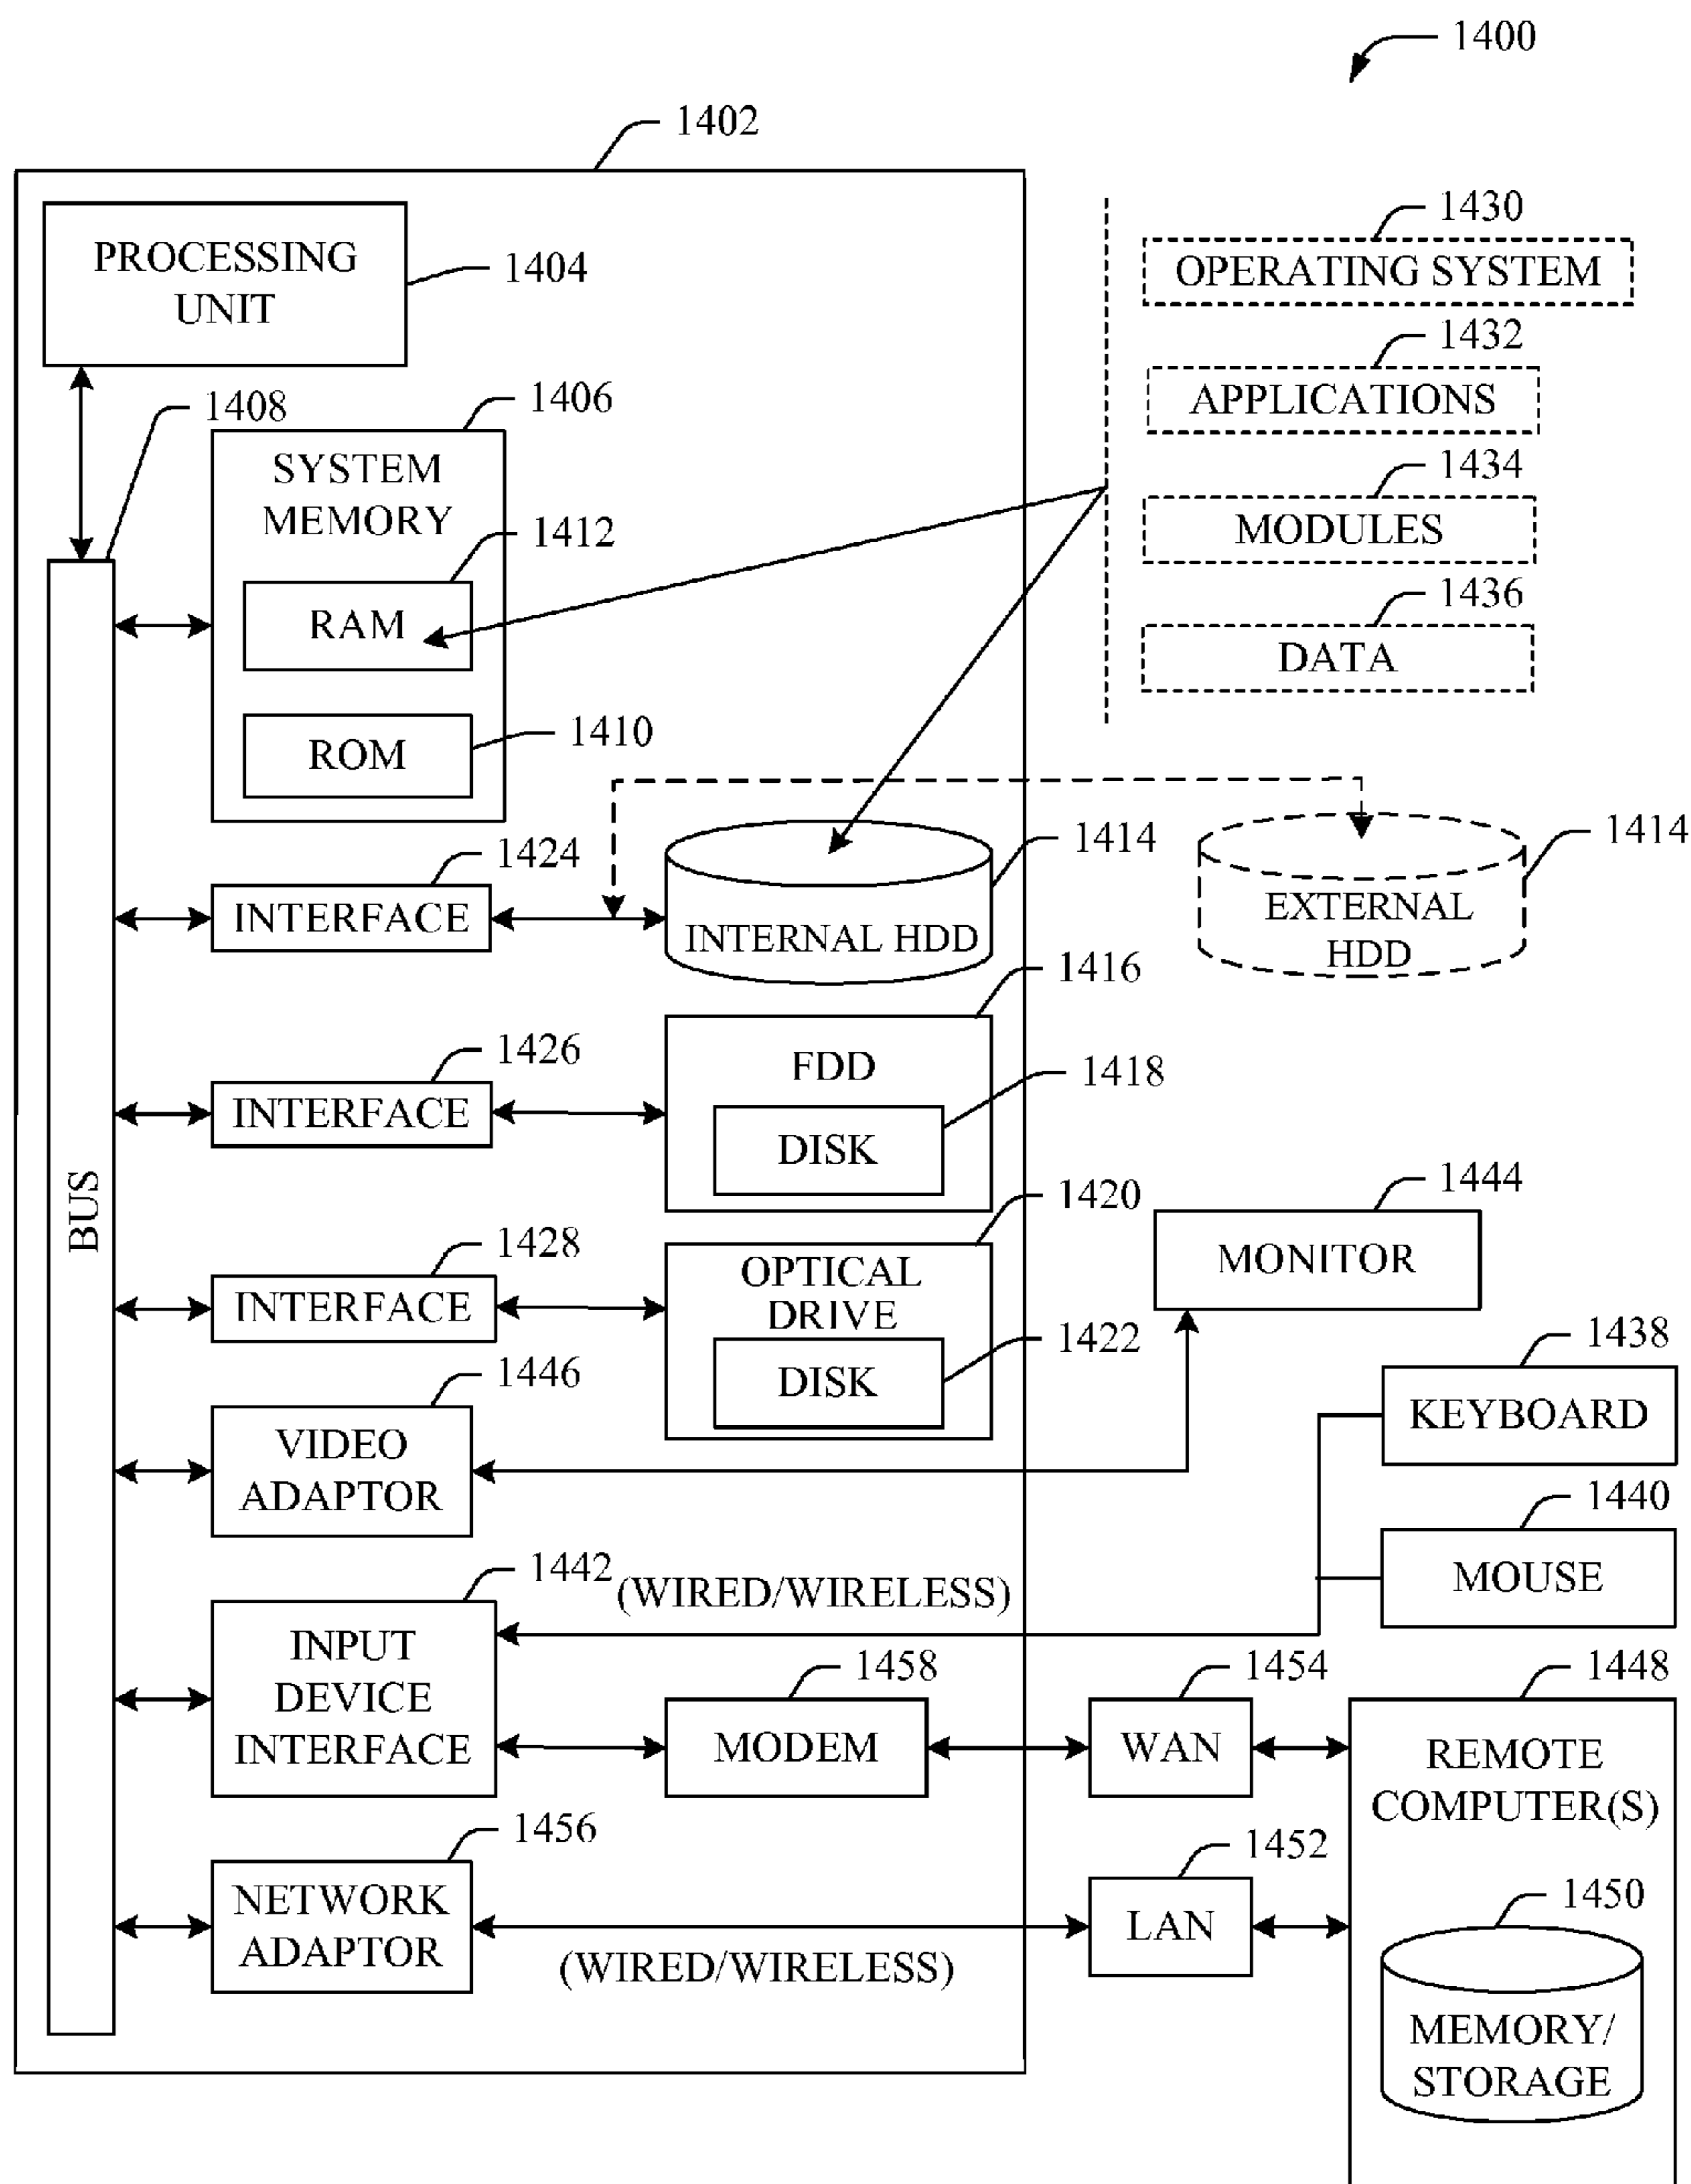 1400
1402
PROCESSING
UNIT
1404
1430
OPERATING SYSTEM
1432
APPLICATIONS
1434
MODULES
1436
DATA
1408
1406
SYSTEM
MEMORY
1412
RAM
1410
ROM
1424
INTERFACE
1414
INTERNAL HDD
1414
EXTERNAL
HDD
1416
FDD
1426
INTERFACE
1418
DISK
BUS
1420
OPTICAL
DRIVE
1428
INTERFACE
1422
DISK
1444
MONITOR
1446
VIDEO
ADAPTOR
1438
KEYBOARD
1440
MOUSE
1442
(WIRED/WIRELESS)
INPUT
DEVICE
INTERFACE
1458
MODEM
1454
WAN
1448
REMOTE
COMPUTER(S)
1456
NETWORK
ADAPTOR
(WIRED/WIRELESS)
1452
LAN
1450
MEMORY/
STORAGE